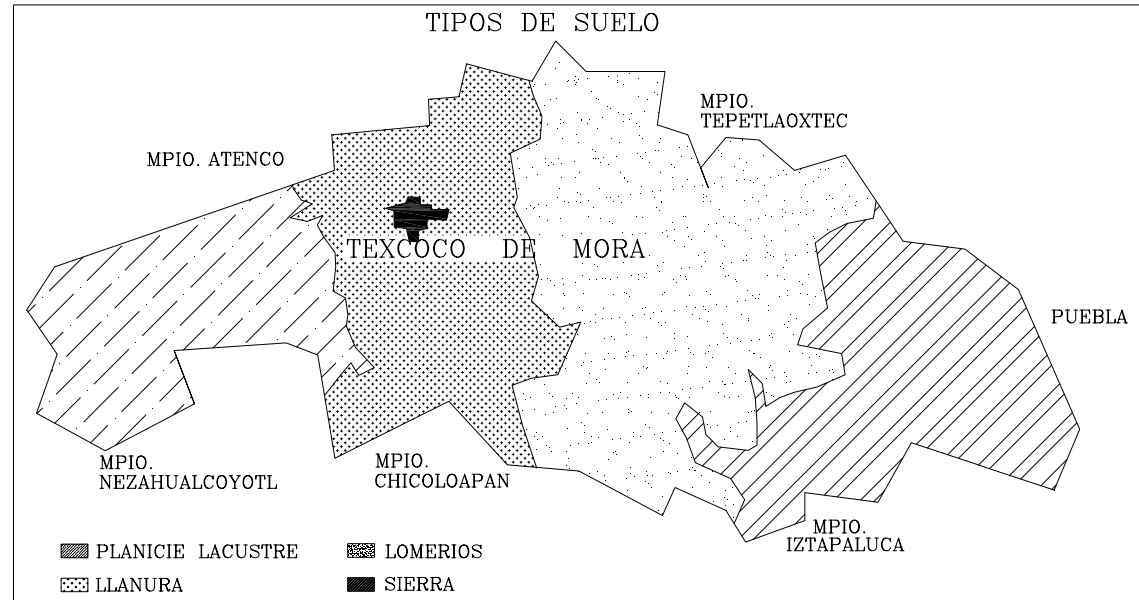 TIPOS DE SUELO
MPIO.
TEPETLAOXTEC
MPIO. ATENCO
TEXCOCO DE MORA
PUEBLA
MPIO.
NEZAHUALCOYOTL
MPIO.
CHICOLOAPAN
MPIO.
IZTAPALUCA
PLANICIE LACUSTRE
LOMERIOS
LLANURA
SIERRA